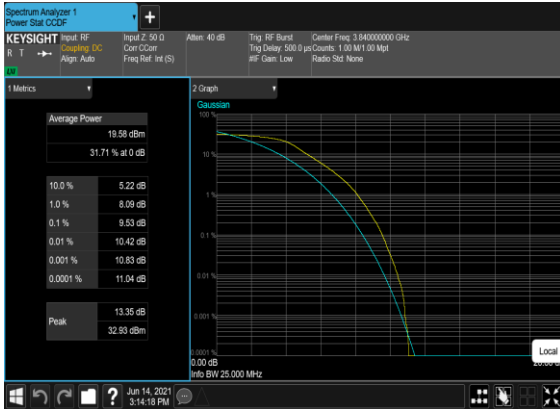 Spectrum Analyzer 1
Power Stat CCDF
+
KEYSIGHT
R T
Input: RF
Coupling: DC
Align: Auto
Input Z: 50 Ω
Corr CCorr
Freq Ref: Int (S)
Atten: 40 dB
Trig: RF Burst
Trig Delay: 500.0 µs
#IF Gain: Low
Center Freq: 3.840000000 GHz
Counts: 1.00 M/1.00 Mpt
Radio Std: None
1 Metrics
Average Power
19.58 dBm
31.71 % at 0 dB
10.0 % 5.22 dB
1.0 % 8.09 dB
0.1 % 9.53 dB
0.01 % 10.42 dB
0.001 % 10.83 dB
0.0001 % 11.04 dB
Peak
13.35 dB
32.93 dBm
2 Graph
Gaussian
100 %
10 %
1 %
0.1 %
0.01 %
0.001 %
0.0001 %
0.00 dB
Info BW 25.000 MHz
Local
?
Jun 14, 2021
3:14:18 PM